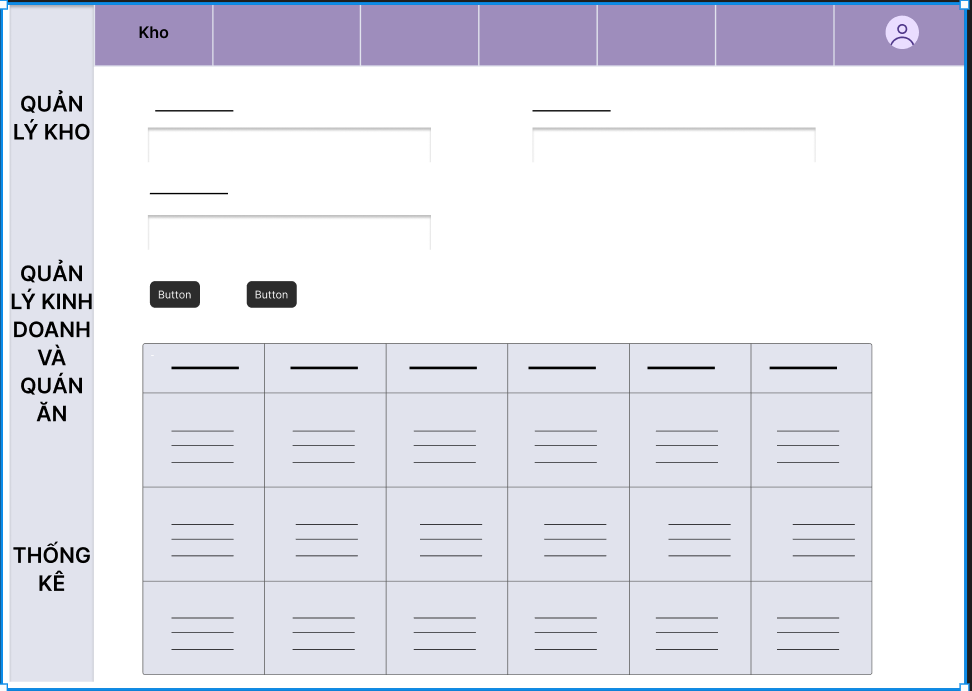 Kho
QUẢN
LÝ KHO
QUẢN
LÝ KINH
DOANH
VÀ
QUÁN
ĂN
THỐNG
KÊ
Button
Button